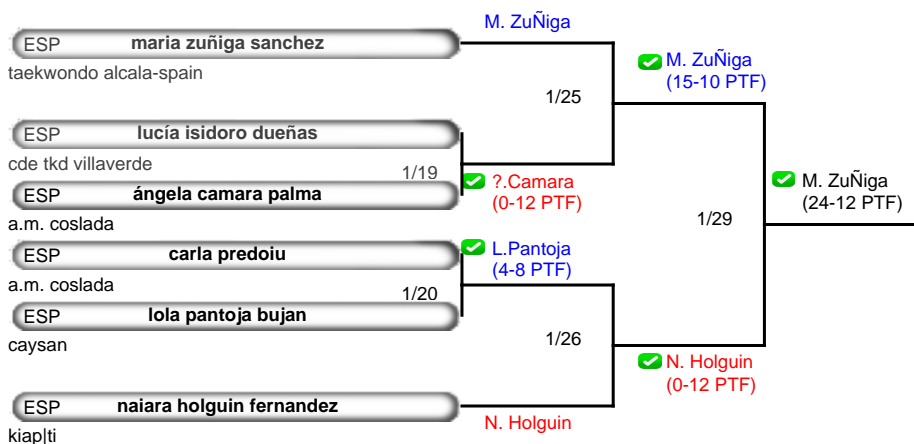 M. ZuÑiga
ESP maria zuñiga sanchez
taekwondo alcala-spain
M. ZuÑiga
(15-10 PTF)
1/25
ESP lucía isidoro dueñas
cde tkd villaverde
1/19
?.Camara
(0-12 PTF)
ESP ángela camara palma
a.m. coslada
M. ZuÑiga
(24-12 PTF)
1/29
ESP carla predoiu
a.m. coslada
L.Pantoja
(4-8 PTF)
1/20
ESP lola pantoja bujan
caysan
1/26
N. Holguin
(0-12 PTF)
ESP naiara holguin fernandez
kiap|ti
N. Holguin